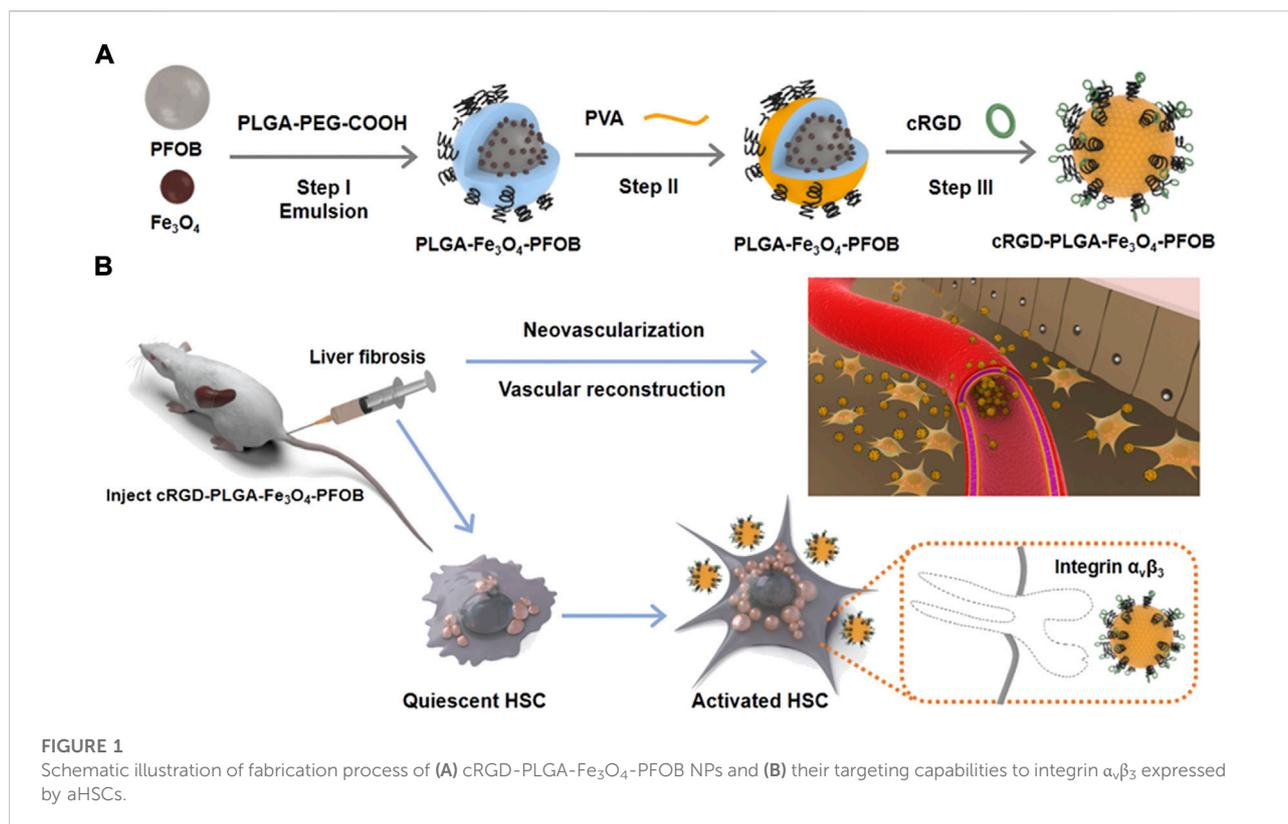 A
PFOB
Fe₃O₄
PLGA-PEG-COOH
Step I
Emulsion
PLGA-Fe₃O₄-PFOB
PVA
Step II
PLGA-Fe₃O₄-PFOB
cRGD
Step III
cRGD-PLGA-Fe₃O₄-PFOB
B
Liver fibrosis
Neovascularization
Vascular reconstruction
Inject cRGD-PLGA-Fe₃O₄-PFOB
Quiescent HSC
Activated HSC
Integrin αᵥβ₃
FIGURE 1
Schematic illustration of fabrication process of (A) cRGD-PLGA-Fe₃O₄-PFOB NPs and (B) their targeting capabilities to integrin αᵥβ₃ expressed
by aHSCs.